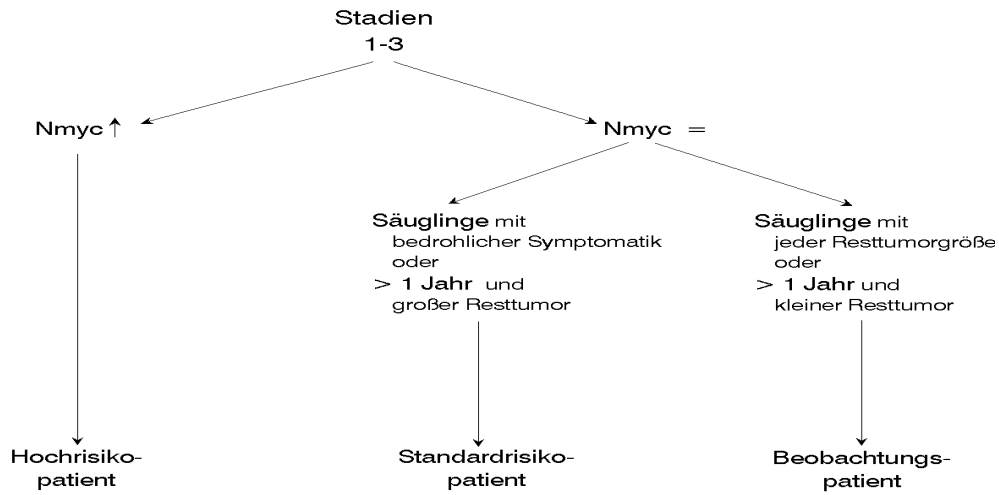 Stadien
1-3
Nmyc ↑
Nmyc =
Säuglinge mit
bedrohlicher Symptomatik
oder
> 1 Jahr und
großer Resttumor
Säuglinge mit
jeder Resttumorgröße
oder
> 1 Jahr und
kleiner Resttumor
Hochrisiko-
patient
Standardrisiko-
patient
Beobachtungs-
patient